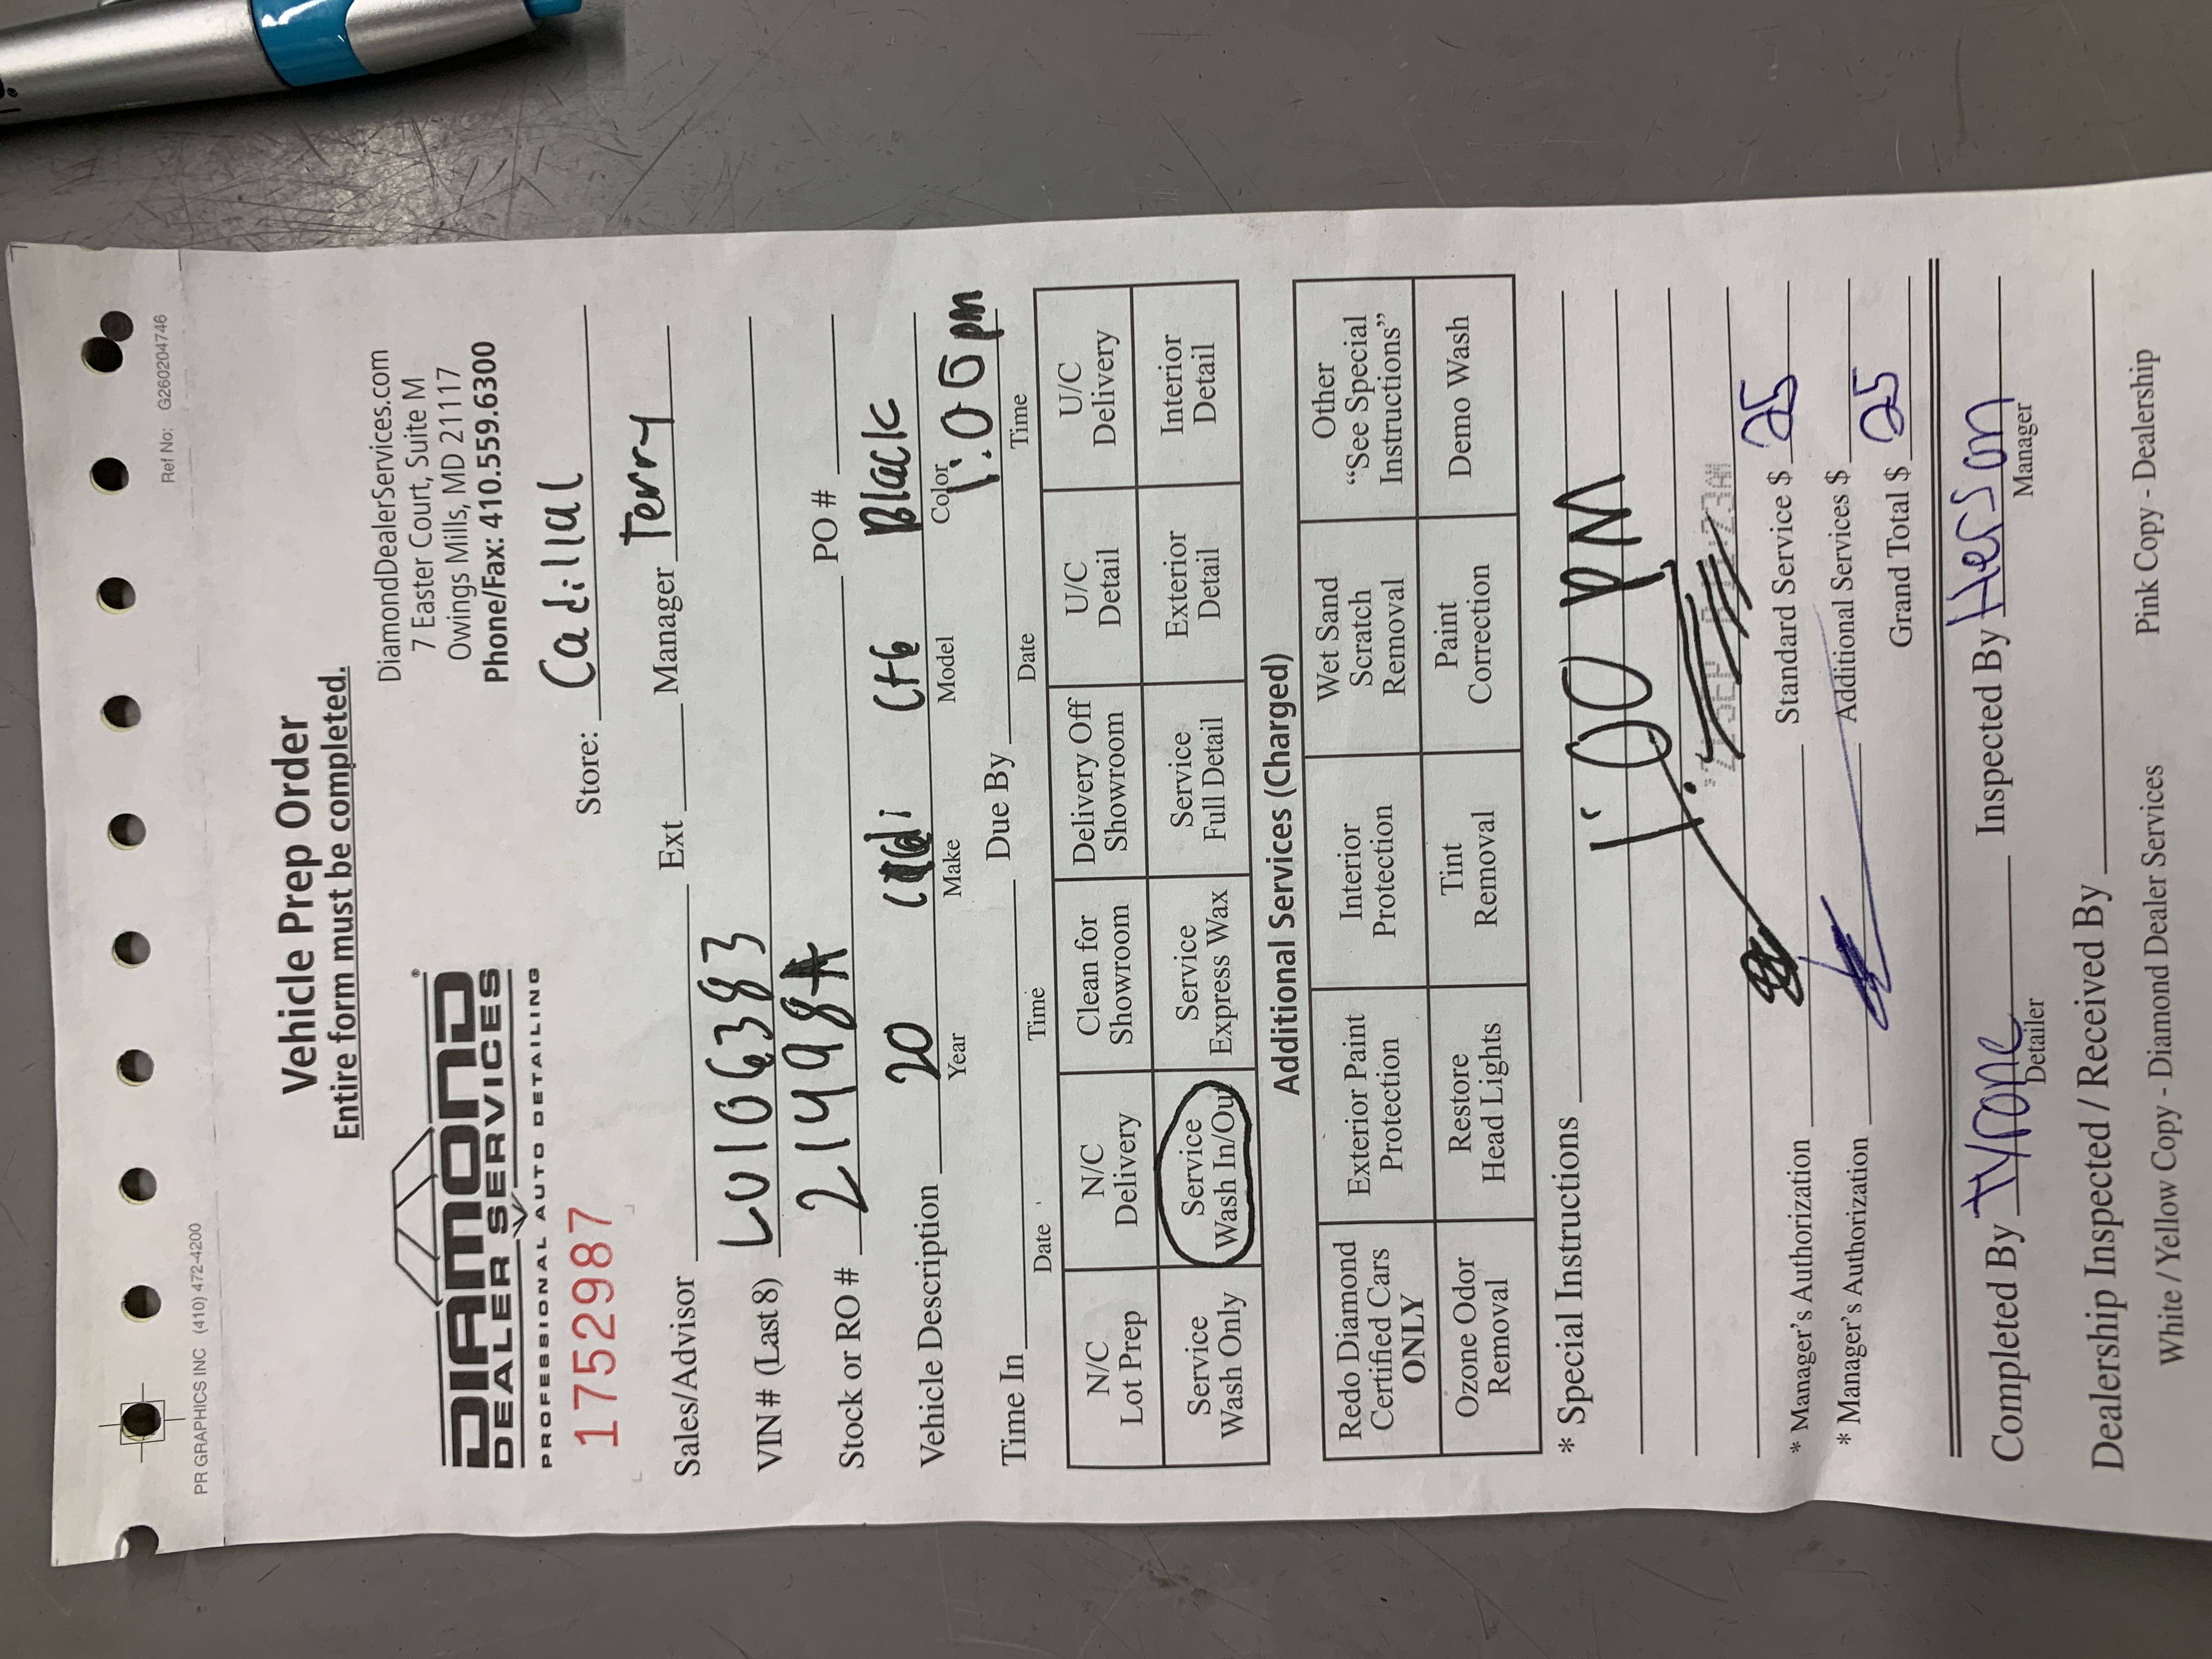 PR GRAPHICS INC (410) 472-4200 Ref No: G2602204746
Vehicle Prep Order
Entire form must be completed.
DIAMOND
DEALER SERVICES
PROFESSIONAL AUTO DETAILING
DiamondDealerServices.com
7 Easter Court, Suite M
Owings Mills, MD 21117
Phone/Fax: 410.559.6300
1752987
Store: Cadillac
Sales/Advisor Ext Manager Terry
VIN # (Last 8) LU106383
Stock or RO # 21498A PO #
Vehicle Description 20 Cadi Ct6 Black
Year Make Model Color
Time In Due By 1:00 pm
Date Time Date Time
N/C Lot Prep
N/C Delivery
Clean for Showroom
Delivery Off Showroom
U/C Detail
U/C Delivery
Service Wash Only
Service Wash In/Out
Service Express Wax
Service Full Detail
Exterior Detail
Interior Detail
Additional Services (Charged)
Redo Diamond Certified Cars ONLY
Exterior Paint Protection
Interior Protection
Wet Sand Scratch Removal
Other "See Special Instructions"
Ozone Odor Removal
Restore Head Lights
Tint Removal
Paint Correction
Demo Wash
* Special Instructions 1:00 PM
* Manager's Authorization Standard Service $ 25
* Manager's Authorization Additional Services $
Grand Total $ 25
Completed By Tyrone Inspected By Herson
Detailer Manager
Dealership Inspected / Received By
White / Yellow Copy - Diamond Dealer Services Pink Copy - Dealership